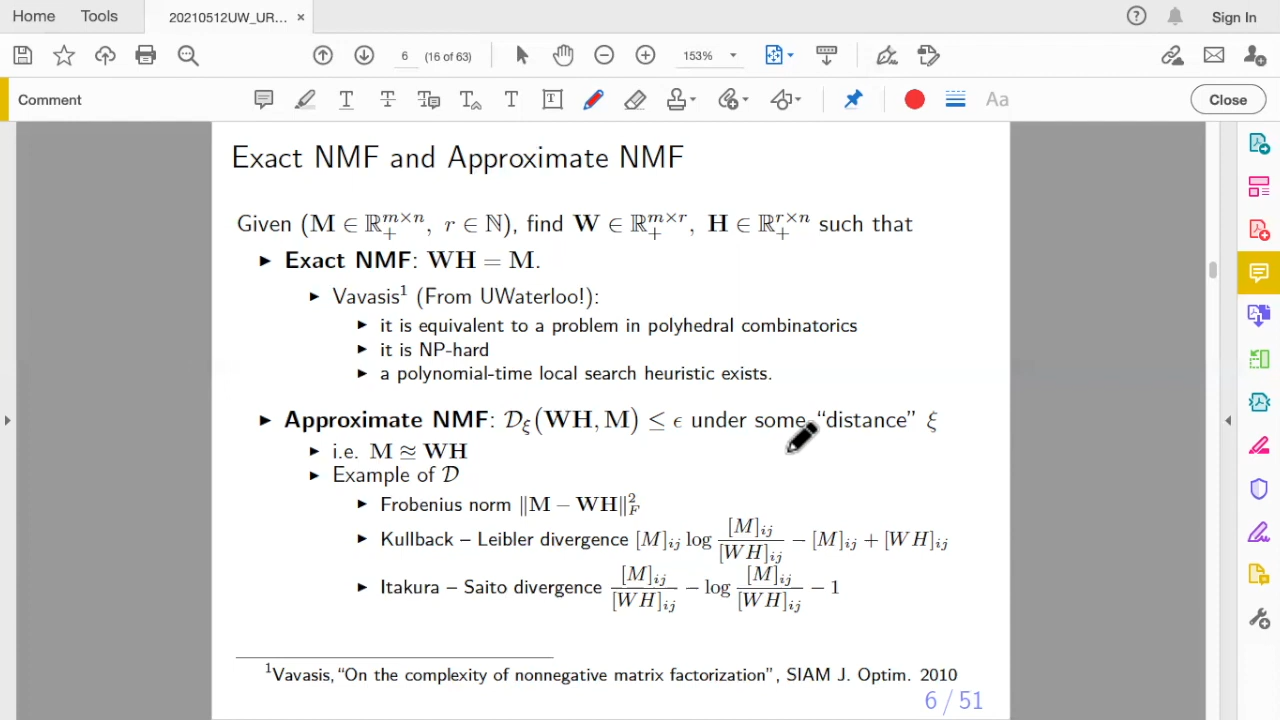 Home Tools 20210512UW_UR... × Sign In
6 (16 of 63) 153%
Comment Aa Close
Exact NMF and Approximate NMF
Given (M ∈ ℝ₊^{m×n}, r ∈ ℕ), find W ∈ ℝ₊^{m×r}, H ∈ ℝ₊^{r×n} such that
▶ Exact NMF: WH = M.
▶ Vavasis¹ (From UWaterloo!):
▶ it is equivalent to a problem in polyhedral combinatorics
▶ it is NP-hard
▶ a polynomial-time local search heuristic exists.
▶ Approximate NMF: 𝒟_ξ(WH, M) ≤ ϵ under some "distance" ξ
▶ i.e. M ≊ WH
▶ Example of 𝒟
▶ Frobenius norm ‖M − WH‖²_F
▶ Kullback – Leibler divergence [M]_{ij} log [M]_{ij} / [WH]_{ij} − [M]_{ij} + [WH]_{ij}
▶ Itakura – Saito divergence [M]_{ij} / [WH]_{ij} − log [M]_{ij} / [WH]_{ij} − 1
¹Vavasis, "On the complexity of nonnegative matrix factorization", SIAM J. Optim. 2010
6 / 51